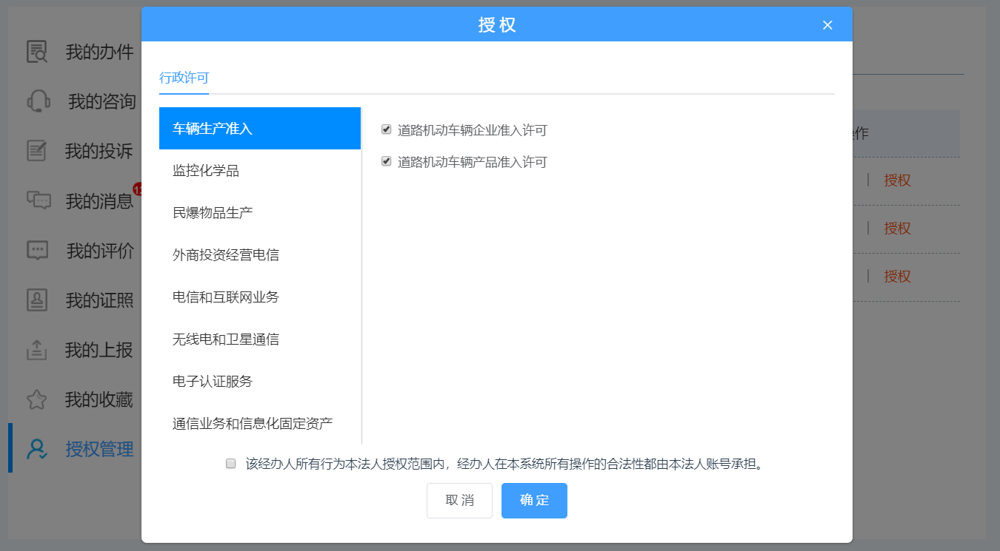 授 权
我的办件
我的咨询
我的投诉
我的消息
我的评价
我的证照
我的上报
我的收藏
授权管理
行政许可
车辆生产准入
监控化学品
民爆物品生产
外商投资经营电信
电信和互联网业务
无线电和卫星通信
电子认证服务
通信业务和信息化固定资产
道路机动车辆企业准入许可
道路机动车辆产品准入许可
作
| 授权
| 授权
| 授权
该经办人所有行为本法人授权范围内，经办人在本系统所有操作的合法性都由本法人账号承担。
取 消
确 定